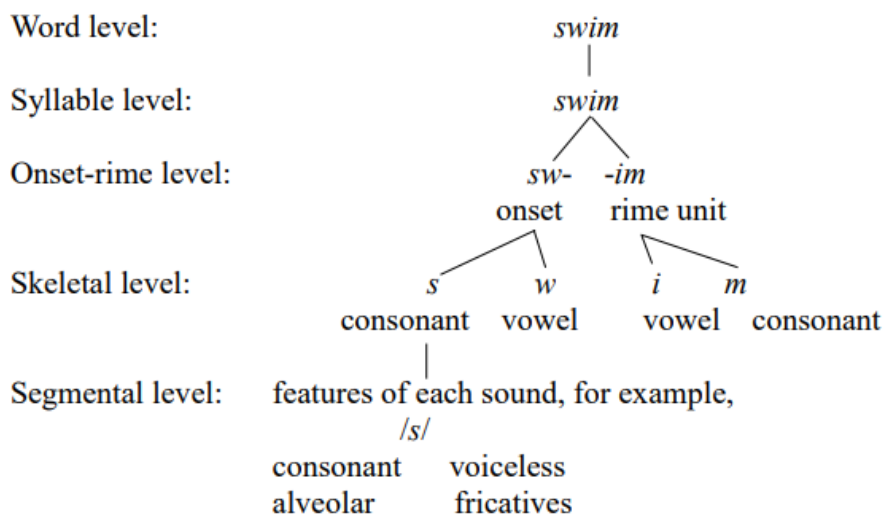 Word level: swim
Syllable level: swim
Onset-rime level: sw- -im
onset rime unit
Skeletal level: s w i m
consonant vowel vowel consonant
Segmental level: features of each sound, for example,
/s/
consonant voiceless
alveolar fricatives